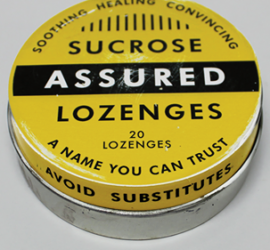 SOOTHING HEALING CONVINCING
SUCROSE
ASSURED
LOZENGES
20
LOZENGES
A NAME YOU CAN TRUST
AVOID SUBSTITUTES